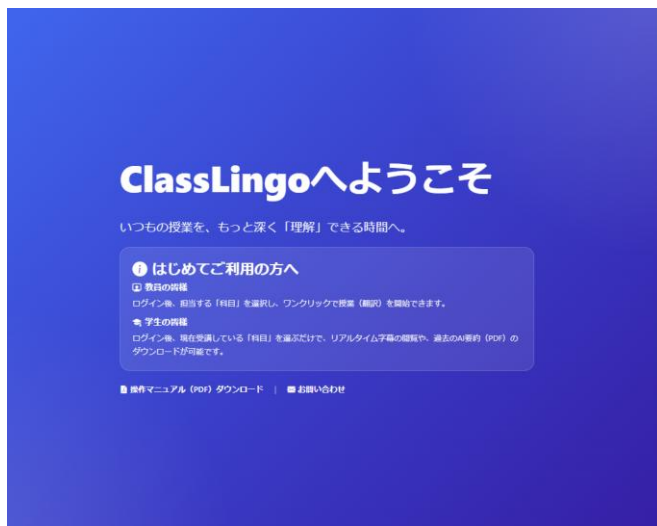 ClassLingoへようこそ
いつもの授業を、もっと深く「理解」できる時間へ。
はじめてご利用の方へ
教員の皆様
ログイン後、担当する「科目」を選択し、ワンクリックで授業（翻訳）を開始できます。
学生の皆様
ログイン後、現在受講している「科目」を選ぶだけで、リアルタイム字幕の閲覧や、過去のAI要約（PDF）の
ダウンロードが可能です。
操作マニュアル（PDF）ダウンロード | お問い合わせ